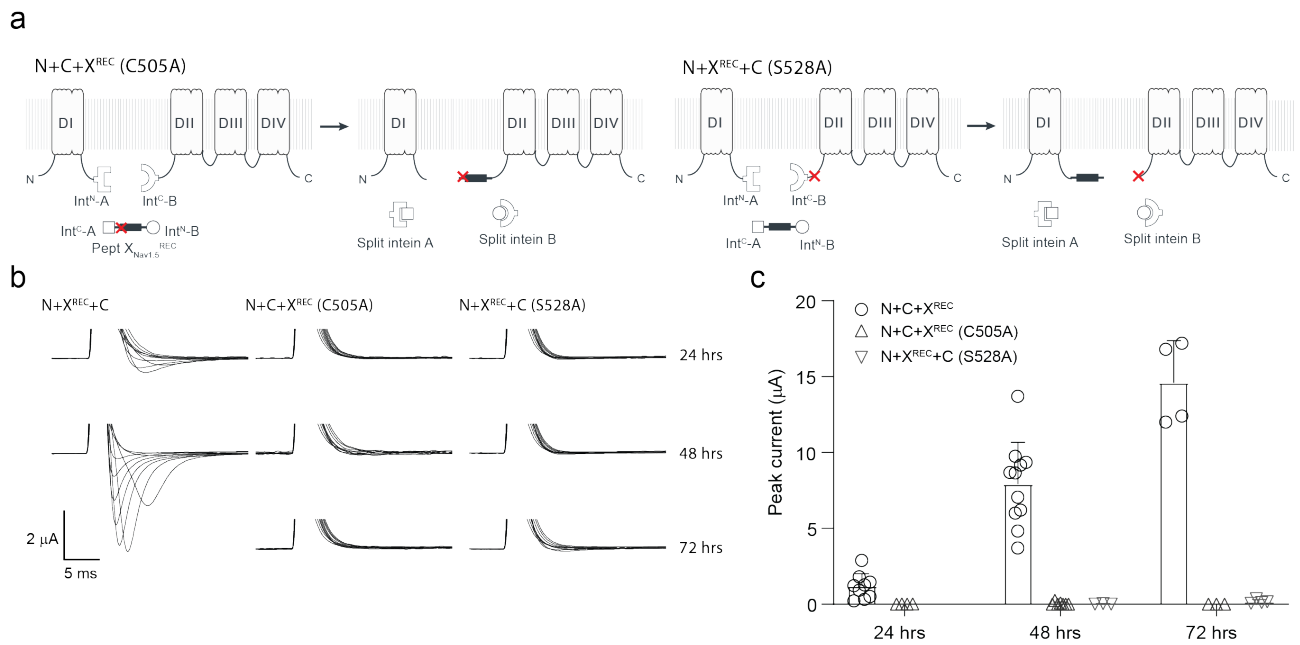 a
N+C+Xᴿᴱᶜ (C505A)
N+Xᴿᴱᶜ+C (S528A)
DI DII DIII DIV DI DII DIII DIV DI DII DIII DIV DI DII DIII DIV
N C N C N C N C
Intᴺ-A Intᶜ-B Intᴺ-A Intᶜ-B
Intᶜ-A Intᴺ-B
Pept X_Nav1.5ᴿᴱᶜ
Split intein A Split intein B
Intᶜ-A Intᴺ-B
Split intein A Split intein B
b
N+Xᴿᴱᶜ+C N+C+Xᴿᴱᶜ (C505A) N+Xᴿᴱᶜ+C (S528A)
24 hrs
48 hrs
72 hrs
2 μA
5 ms
c
N+C+Xᴿᴱᶜ
N+C+Xᴿᴱᶜ (C505A)
N+Xᴿᴱᶜ+C (S528A)
Peak current (μA)
20
15
10
5
0
24 hrs 48 hrs 72 hrs